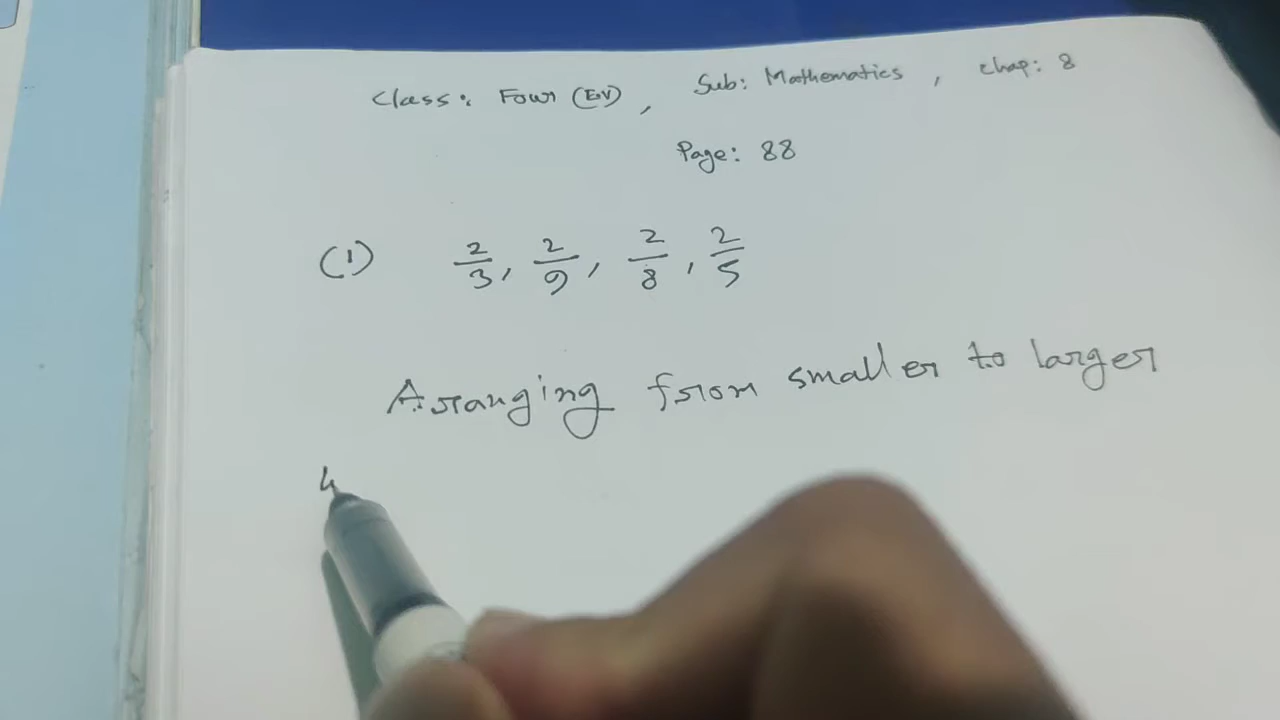 Class: Four (EV), Sub: Mathematics, Chap: 8
Page: 88
(1) 2/3, 2/9, 2/8, 2/5
Arranging from smaller to larger